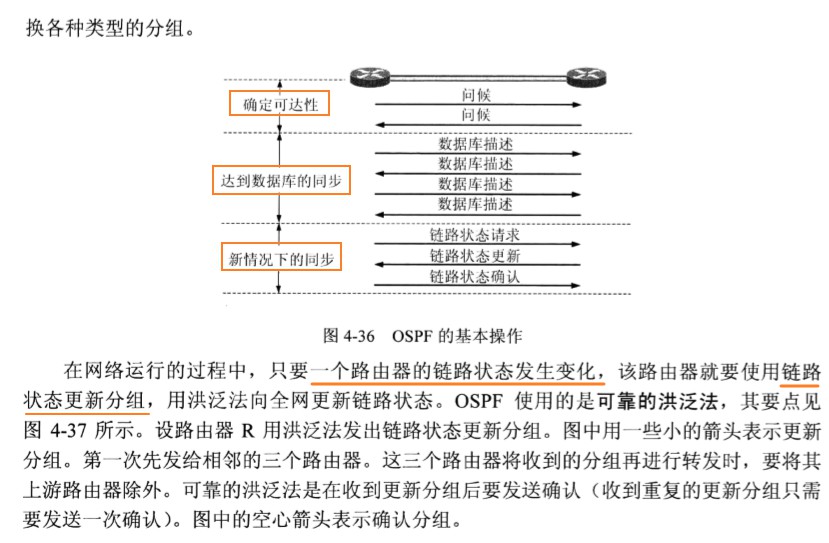 换各种类型的分组。
确定可达性
问候
问候
达到数据库的同步
数据库描述
数据库描述
数据库描述
数据库描述
新情况下的同步
链路状态请求
链路状态更新
链路状态确认
图 4-36 OSPF 的基本操作
在网络运行的过程中，只要一个路由器的链路状态发生变化，该路由器就要使用链路
状态更新分组，用洪泛法向全网更新链路状态。OSPF 使用的是可靠的洪泛法，其要点见
图 4-37 所示。设路由器 R 用洪泛法发出链路状态更新分组。图中用一些小的箭头表示更新
分组。第一次先发给相邻的三个路由器。这三个路由器将收到的分组再进行转发时，要将其
上游路由器除外。可靠的洪泛法是在收到更新分组后要发送确认（收到重复的更新分组只需
要发送一次确认）。图中的空心箭头表示确认分组。